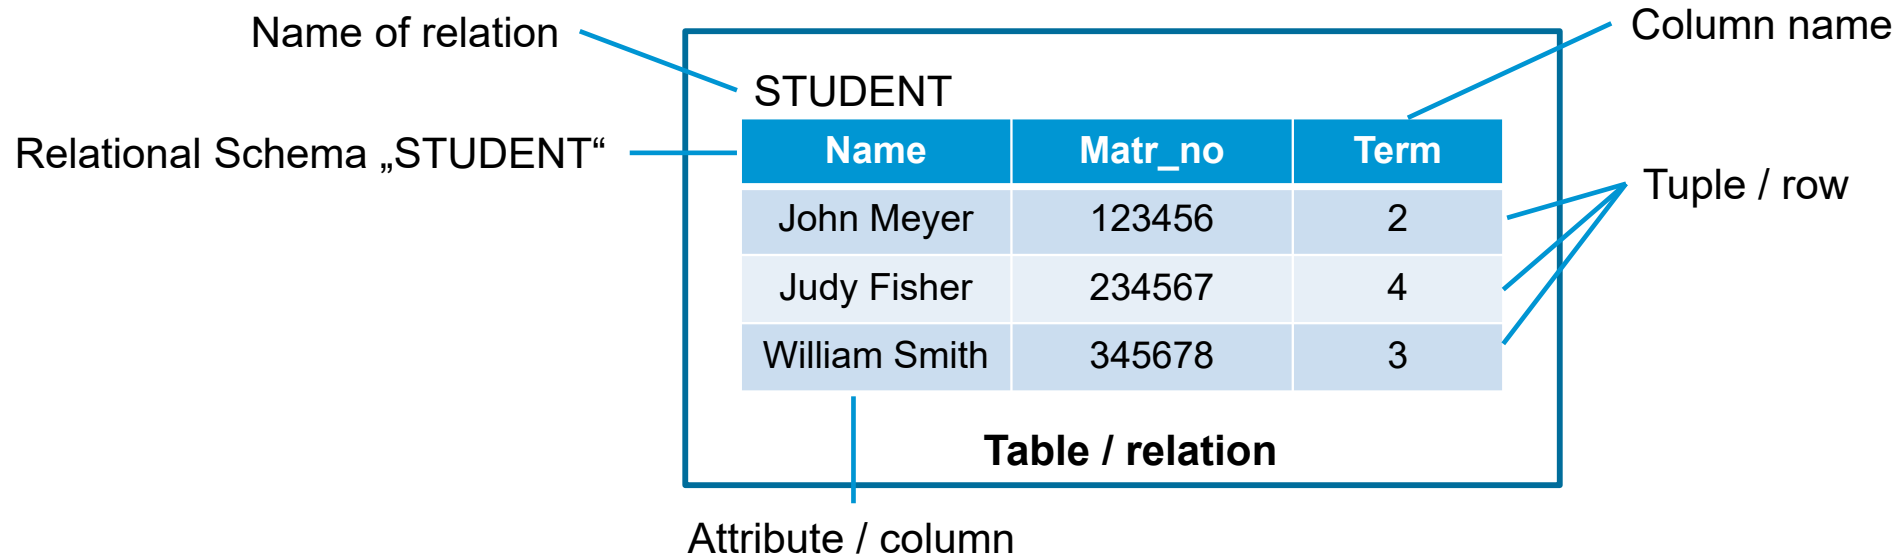 Name of relation
Column name
STUDENT
Relational Schema „STUDENT“
Name Matr_no Term
Tuple / row
John Meyer 123456 2
Judy Fisher 234567 4
William Smith 345678 3
Table / relation
Attribute / column